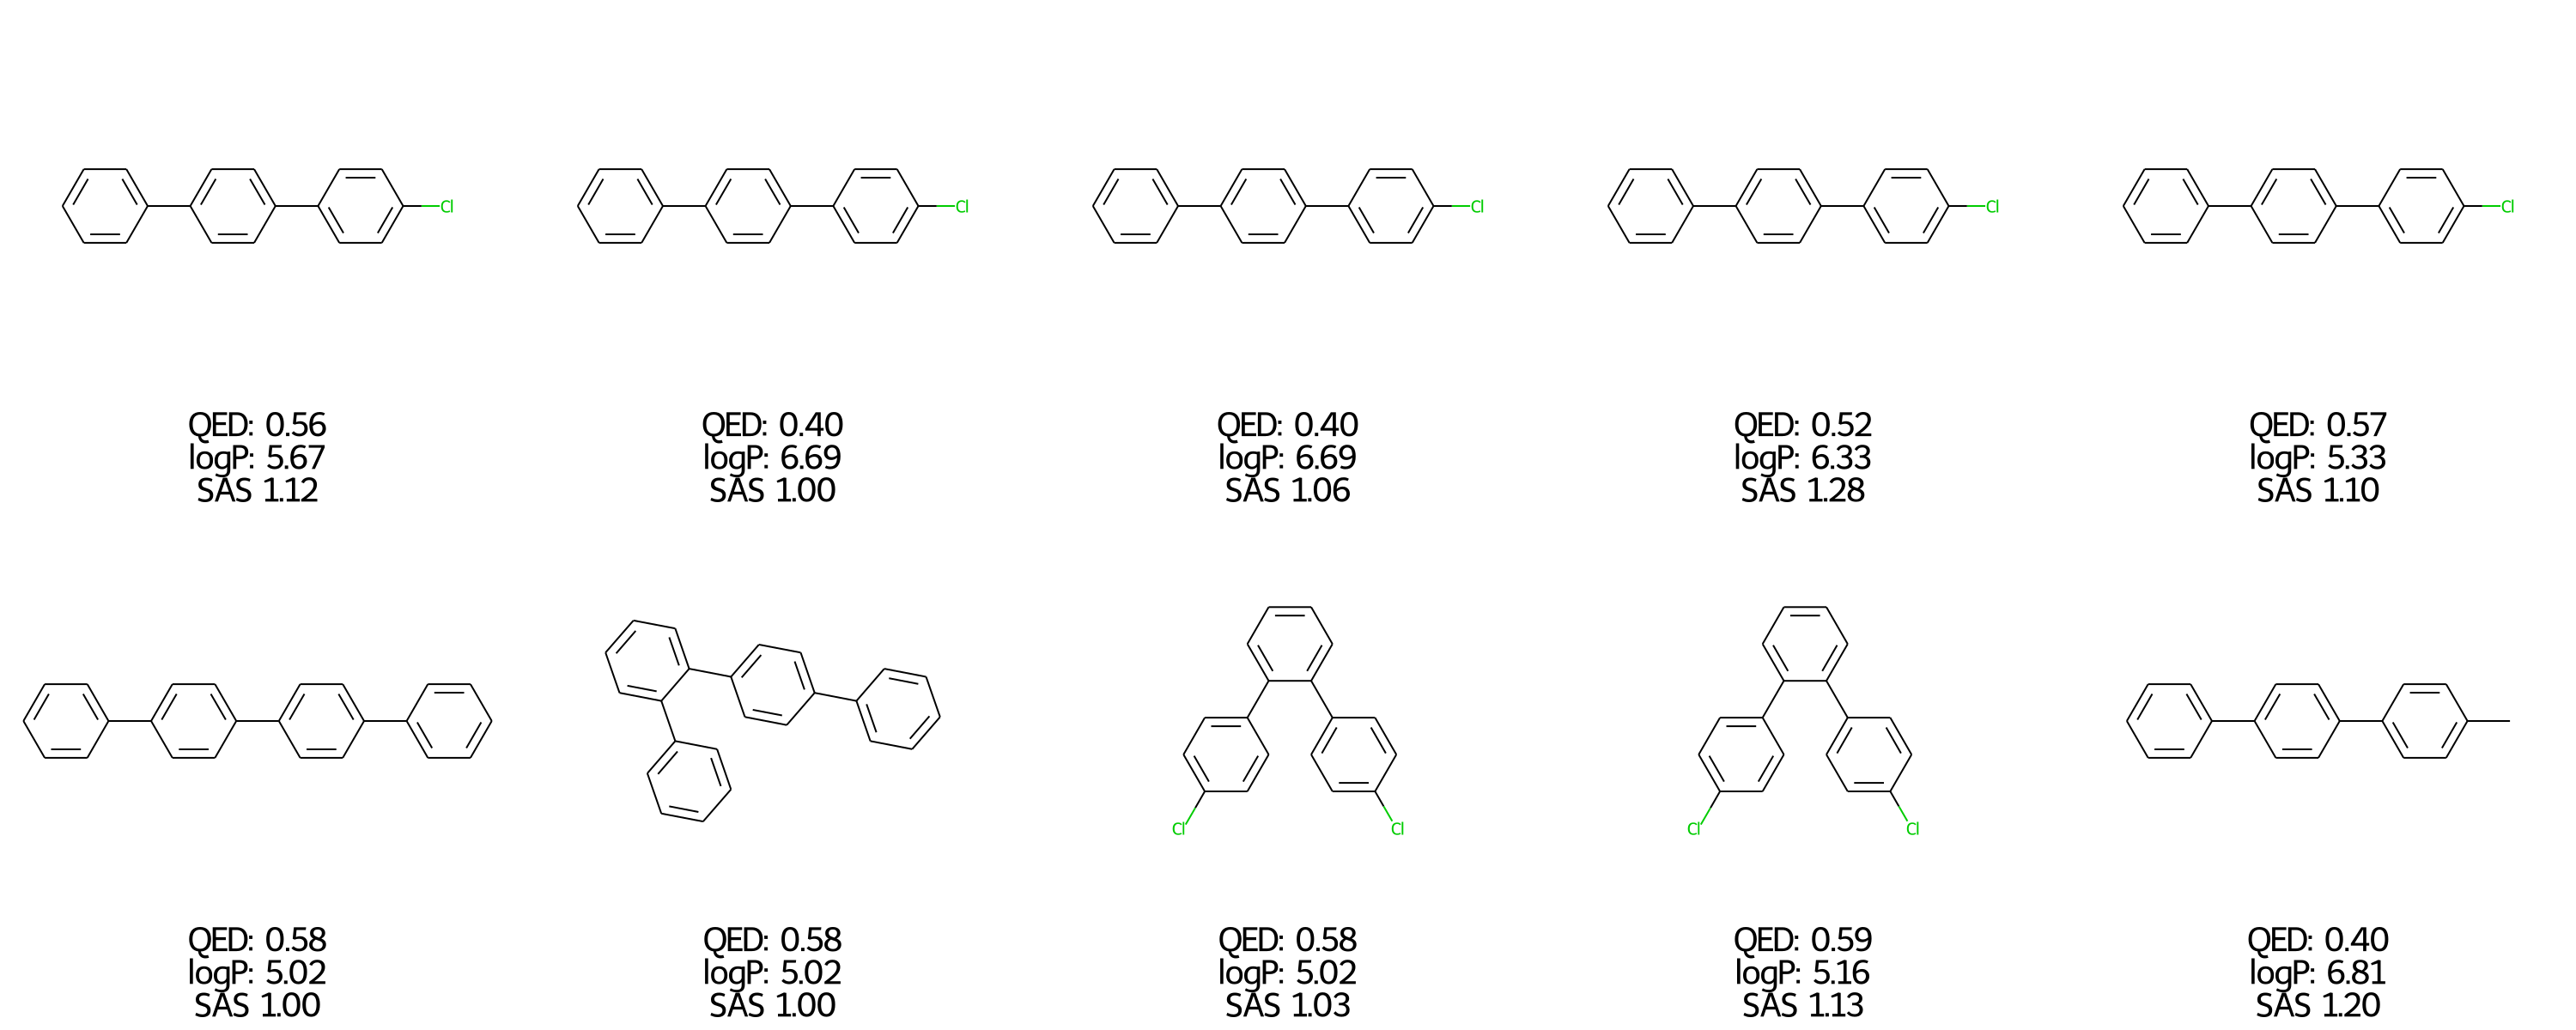 Cl Cl Cl Cl Cl
QED: 0.56 QED: 0.40 QED: 0.40 QED: 0.52 QED: 0.57
logP: 5.67 logP: 6.69 logP: 6.69 logP: 6.33 logP: 5.33
SAS 1.12 SAS 1.00 SAS 1.06 SAS 1.28 SAS 1.10
Cl Cl Cl Cl
QED: 0.58 QED: 0.58 QED: 0.58 QED: 0.59 QED: 0.40
logP: 5.02 logP: 5.02 logP: 5.02 logP: 5.16 logP: 6.81
SAS 1.00 SAS 1.00 SAS 1.03 SAS 1.13 SAS 1.20